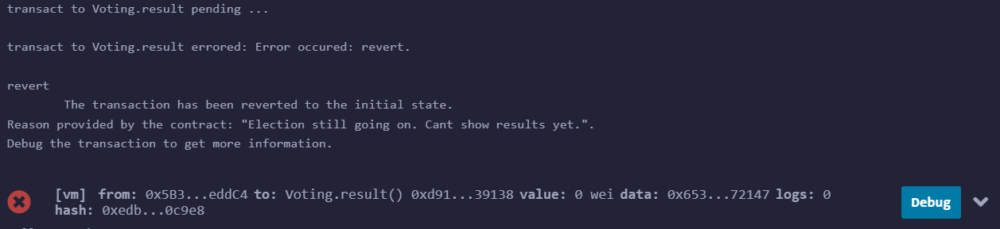 transact to Voting.result pending ...
transact to Voting.result errored: Error occured: revert.
revert
The transaction has been reverted to the initial state.
Reason provided by the contract: "Election still going on. Cant show results yet.".
Debug the transaction to get more information.
[vm] from: 0x5B3...eddC4 to: Voting.result() 0xd91...39138 value: 0 wei data: 0x653...72147 logs: 0
hash: 0xedb...0c9e8
Debug